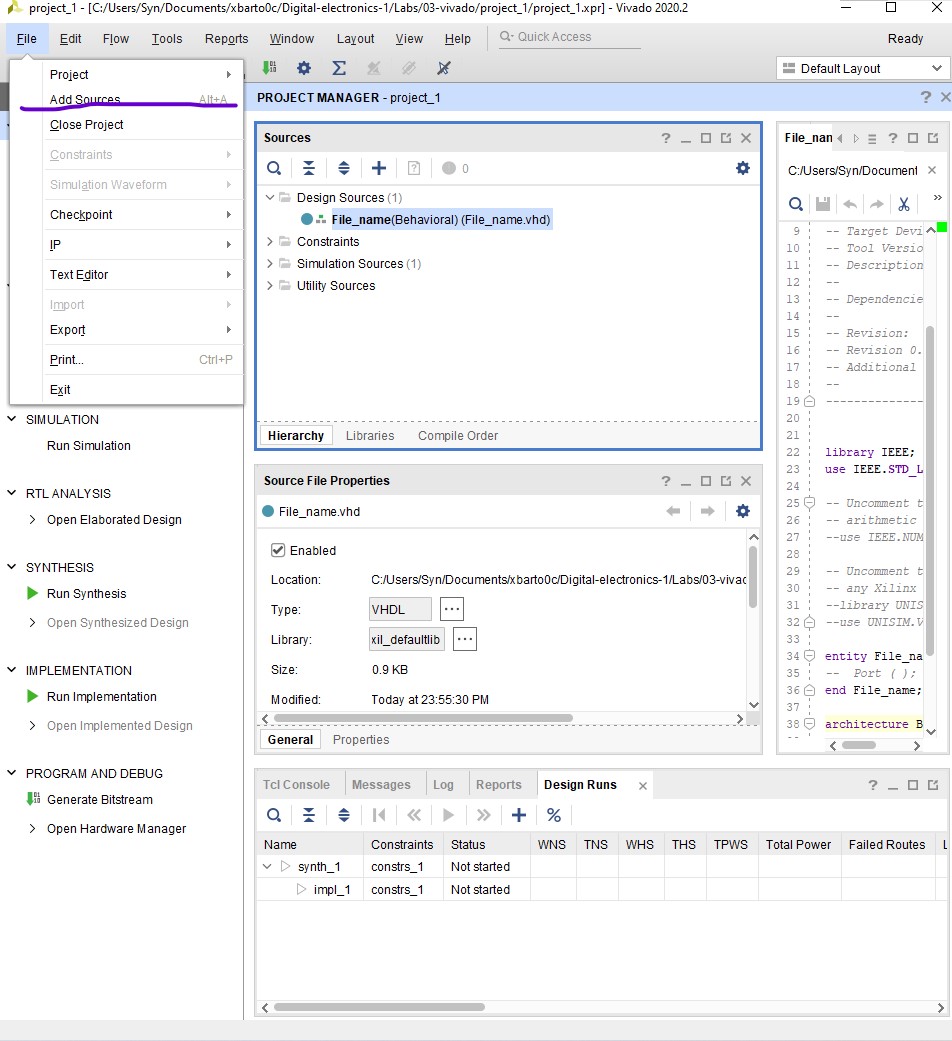 project_1 - [C:/Users/Syn/Documents/xbarto0c/Digital-electronics-1/Labs/03-vivado/project_1/project_1.xpr] - Vivado 2020.2
File Edit Flow Tools Reports Window Layout View Help Quick Access Ready
Default Layout
Project
Add Sources... Alt+A
Close Project
Constraints
Simulation Waveform
Checkpoint
IP
Text Editor
Import
Export
Print... Ctrl+P
Exit
SIMULATION
Run Simulation
RTL ANALYSIS
Open Elaborated Design
SYNTHESIS
Run Synthesis
Open Synthesized Design
IMPLEMENTATION
Run Implementation
Open Implemented Design
PROGRAM AND DEBUG
Generate Bitstream
Open Hardware Manager
PROJECT MANAGER - project_1
Sources
0
Design Sources (1)
File_name(Behavioral) (File_name.vhd)
Constraints
Simulation Sources (1)
Utility Sources
Hierarchy Libraries Compile Order
Source File Properties
File_name.vhd
Enabled
Location: C:/Users/Syn/Documents/xbarto0c/Digital-electronics-1/Labs/03-vivac
Type: VHDL
Library: xil_defaultlib
Size: 0.9 KB
Modified: Today at 23:55:30 PM
General Properties
File_nan
C:/Users/Syn/Document
9 -- Target Devi
10 -- Tool Versio
11 -- Description
12 --
13 -- Dependencie
14 --
15 -- Revision:
16 -- Revision 0.
17 -- Additional
18 --
19 --------------
20
21
22 library IEEE;
23 use IEEE.STD_L
24
25 -- Uncomment t
26 -- arithmetic
27 --use IEEE.NUM
28
29 -- Uncomment t
30 -- any Xilinx
31 --library UNIS
32 --use UNISIM.V
33
34 entity File_na
35 -- Port ( );
36 end File_name;
37
38 architecture B
Tcl Console Messages Log Reports Design Runs
Name Constraints Status WNS TNS WHS THS TPWS Total Power Failed Routes L
synth_1 constrs_1 Not started
impl_1 constrs_1 Not started